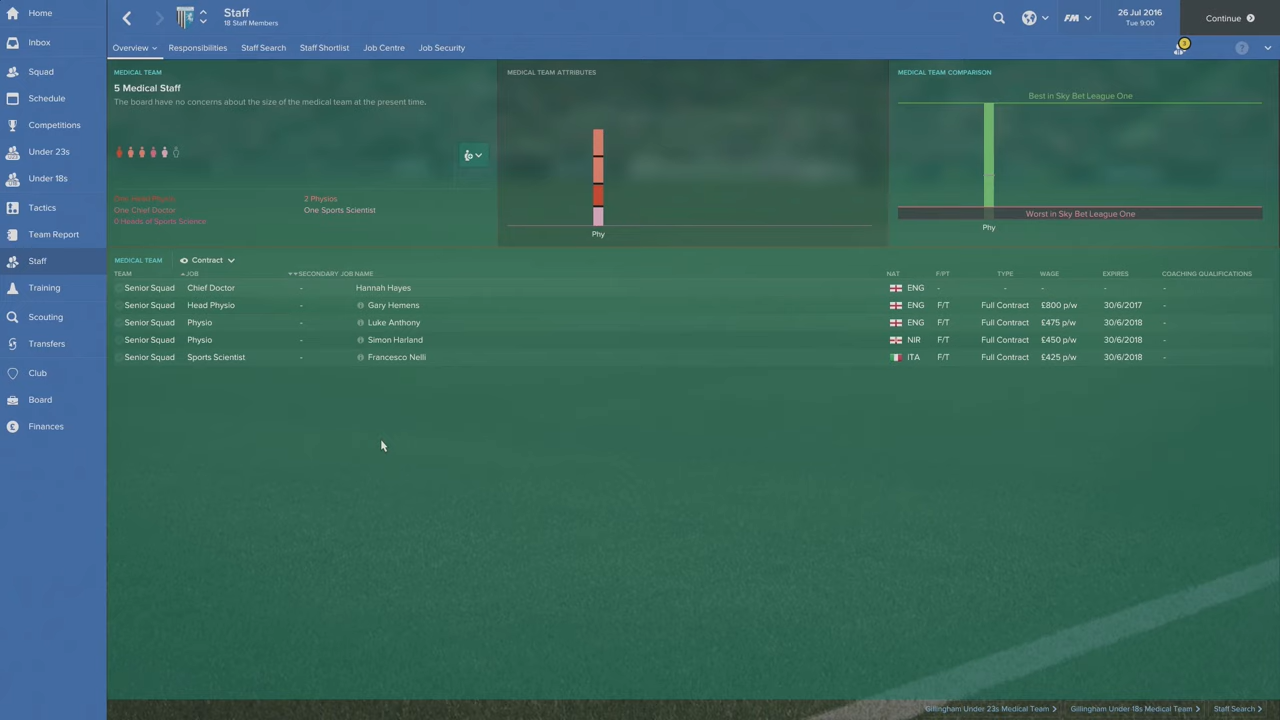 Home
Inbox
Squad
Schedule
Competitions
Under 23s
Under 18s
Tactics
Team Report
Staff
Training
Scouting
Transfers
Club
Board
Finances
Staff
18 Staff Members
FM
26 Jul 2016
Tue 9:00
Continue
Overview Responsibilities Staff Search Staff Shortlist Job Centre Job Security
2
?
MEDICAL TEAM
5 Medical Staff
The board have no concerns about the size of the medical team at the present time.
One Head Physio 2 Physios
One Chief Doctor One Sports Scientist
0 Heads of Sports Science
MEDICAL TEAM ATTRIBUTES
Phy
MEDICAL TEAM COMPARISON
Best in Sky Bet League One
Worst in Sky Bet League One
Phy
MEDICAL TEAM Contract
TEAM JOB SECONDARY JOB NAME NAT F/PT TYPE WAGE EXPIRES COACHING QUALIFICATIONS
Senior Squad Chief Doctor - Hannah Hayes ENG - - - - -
Senior Squad Head Physio - Gary Hemens ENG F/T Full Contract £800 p/w 30/6/2017 -
Senior Squad Physio - Luke Anthony ENG F/T Full Contract £475 p/w 30/6/2018 -
Senior Squad Physio - Simon Harland NIR F/T Full Contract £450 p/w 30/6/2018 -
Senior Squad Sports Scientist - Francesco Nelli ITA F/T Full Contract £425 p/w 30/6/2018 -
Gillingham Under 23s Medical Team Gillingham Under 18s Medical Team Staff Search